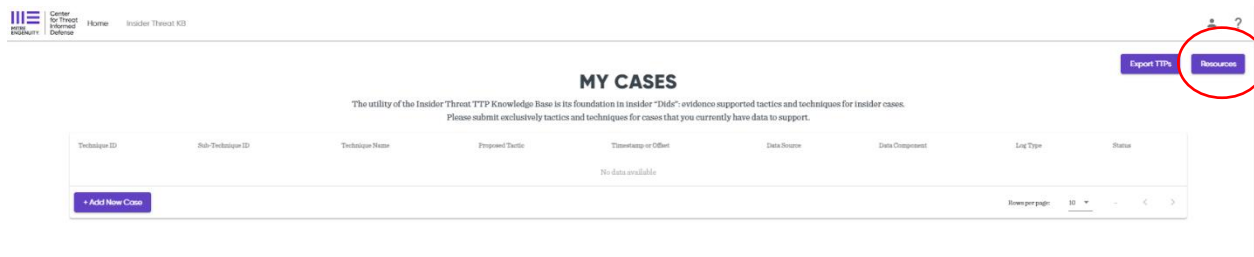 MITRE
ENGENUITY
Center
for Threat
Informed
Defense
Home
Insider Threat KB
?
Export TTPs
Resources
MY CASES
The utility of the Insider Threat TTP Knowledge Base is its foundation in insider “Dids”: evidence supported tactics and techniques for insider cases.
Please submit exclusively tactics and techniques for cases that you currently have data to support.
Technique ID Sub-Technique ID Technique Name Proposed Tactic Timestamp or Offset Data Source Data Component Log Type Status
No data available
+ Add New Case
Rows per page: 10 -